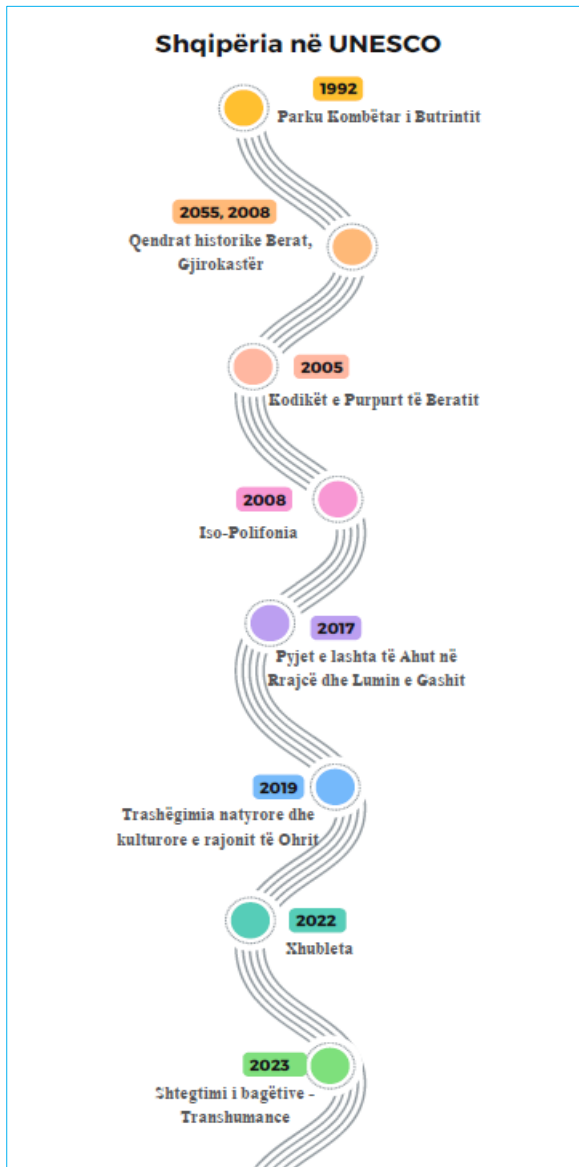 Shqipëria në UNESCO
1992
Parku Kombëtar i Butrintit
2055, 2008
Qendrat historike Berat,
Gjirokastër
2005
Kodikët e Purpurt të Beratit
2008
Iso-Polifonia
2017
Pyjet e lashta të Ahut në
Rrajcë dhe Lumin e Gashit
2019
Trashëgimia natyrore dhe
kulturore e rajonit të Ohrit
2022
Xhubleta
2023
Shtegtimi i bagëtive -
Transhumance